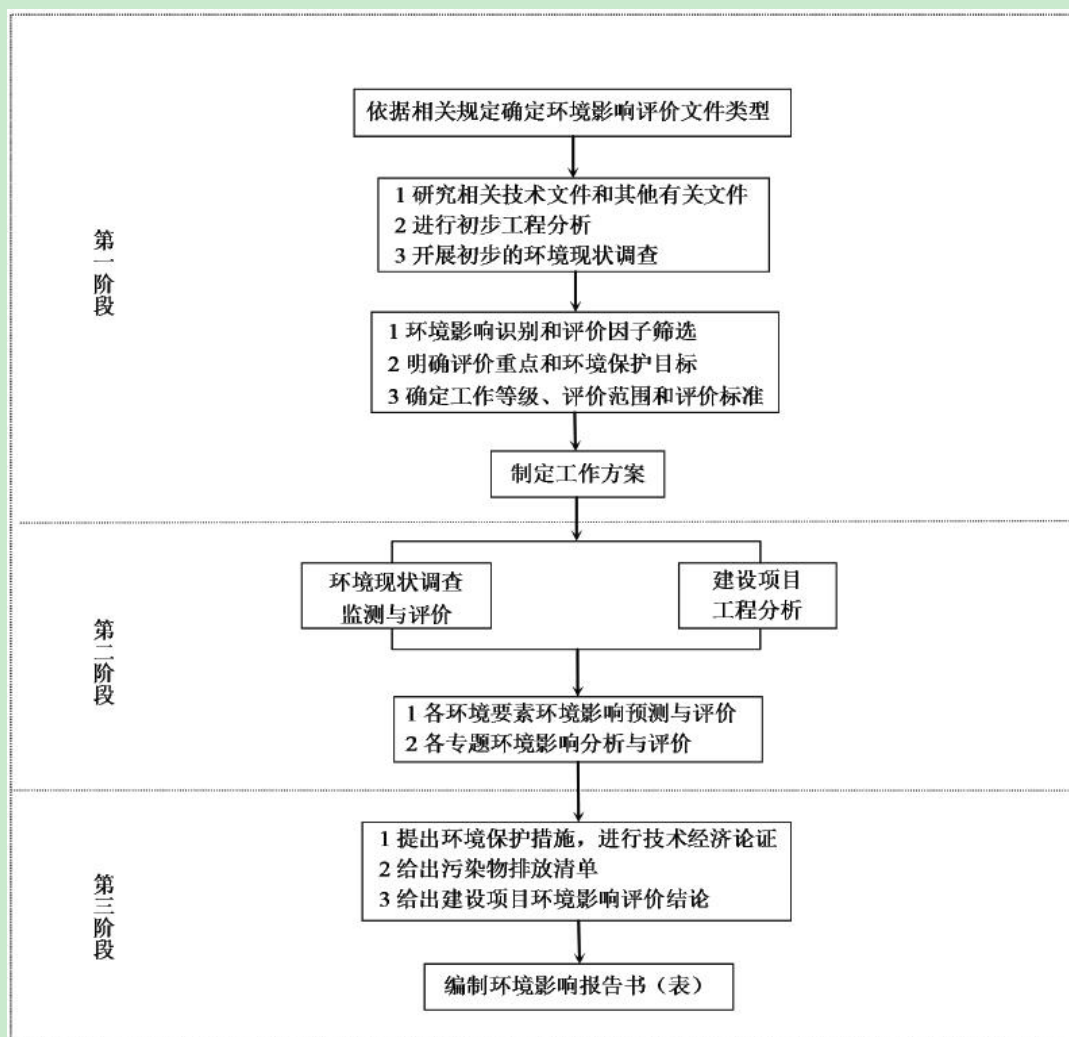 依据相关规定确定环境影响评价文件类型
1 研究相关技术文件和其他有关文件
2 进行初步工程分析
3 开展初步的环境现状调查
第一阶段
1 环境影响识别和评价因子筛选
2 明确评价重点和环境保护目标
3 确定工作等级、评价范围和评价标准
制定工作方案
第二阶段
环境现状调查
监测与评价
建设项目
工程分析
1 各环境要素环境影响预测与评价
2 各专题环境影响分析与评价
第三阶段
1 提出环境保护措施，进行技术经济论证
2 给出污染物排放清单
3 给出建设项目环境影响评价结论
编制环境影响报告书（表）